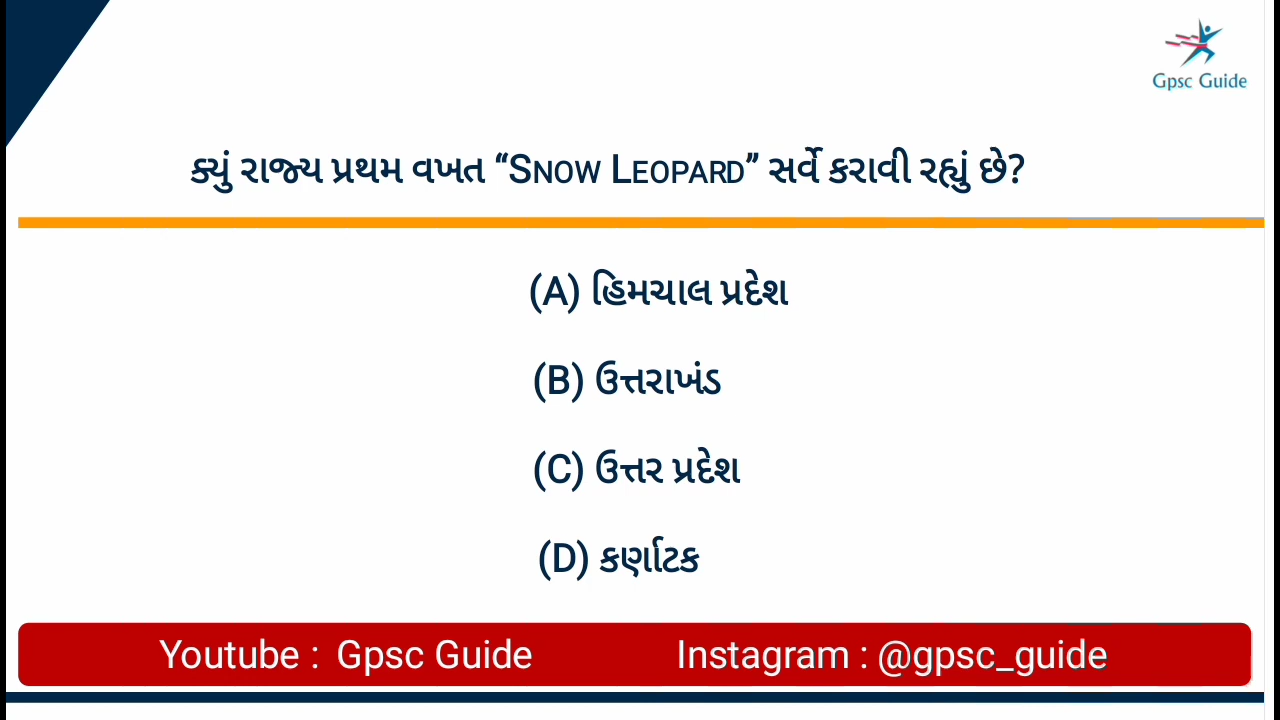 Gpsc Guide
ક્યું રાજ્ય પ્રથમ વખત “SNOW LEOPARD” સર્વે કરાવી રહ્યું છે?
(A) હિમચાલ પ્રદેશ
(B) ઉત્તરાખંડ
(C) ઉત્તર પ્રદેશ
(D) કર્ણાટક
Youtube : Gpsc Guide Instagram : @gpsc_guide